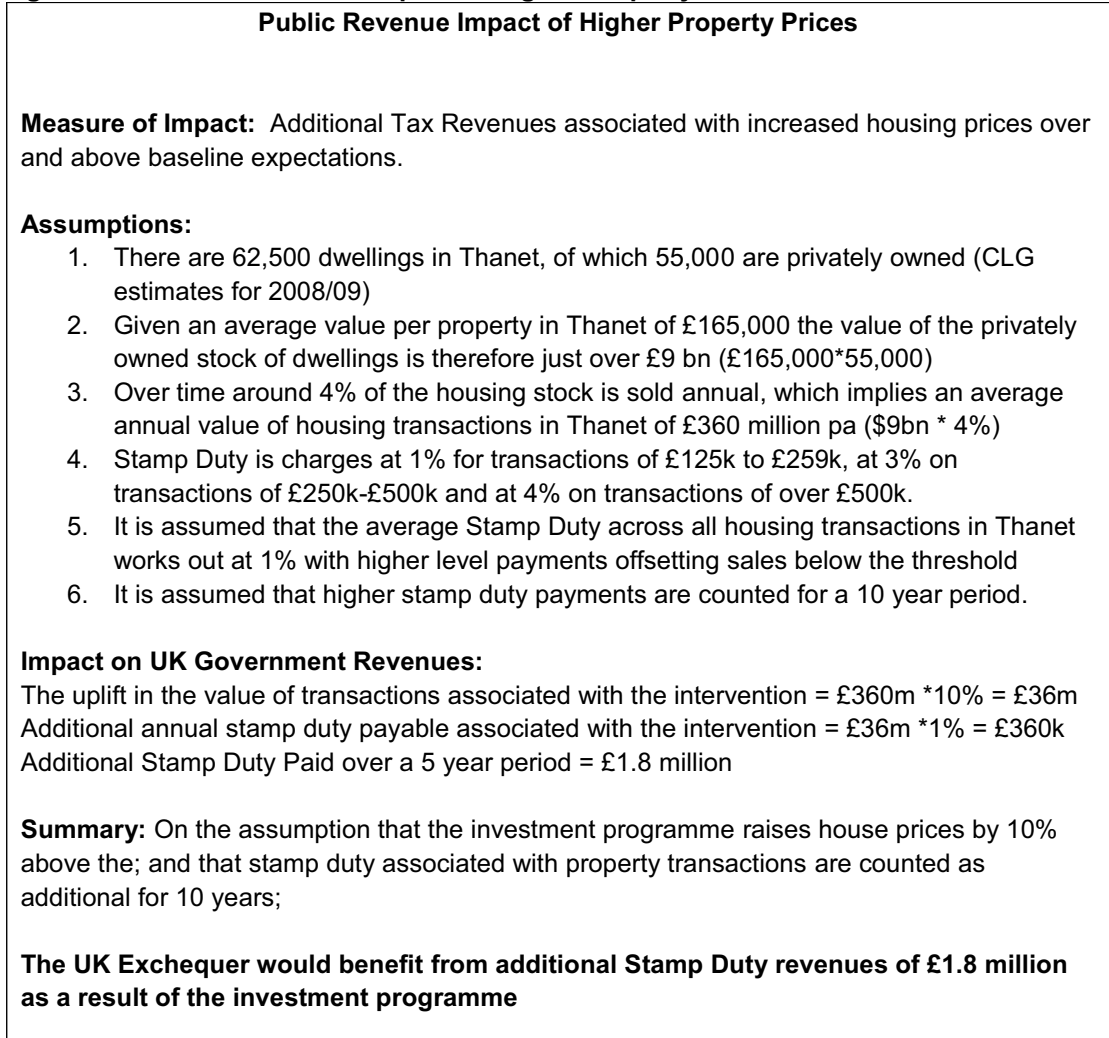 Public Revenue Impact of Higher Property Prices
Measure of Impact: Additional Tax Revenues associated with increased housing prices over
and above baseline expectations.
Assumptions:
1. There are 62,500 dwellings in Thanet, of which 55,000 are privately owned (CLG
estimates for 2008/09)
2. Given an average value per property in Thanet of £165,000 the value of the privately
owned stock of dwellings is therefore just over £9 bn (£165,000*55,000)
3. Over time around 4% of the housing stock is sold annual, which implies an average
annual value of housing transactions in Thanet of £360 million pa ($9bn * 4%)
4. Stamp Duty is charges at 1% for transactions of £125k to £259k, at 3% on
transactions of £250k-£500k and at 4% on transactions of over £500k.
5. It is assumed that the average Stamp Duty across all housing transactions in Thanet
works out at 1% with higher level payments offsetting sales below the threshold
6. It is assumed that higher stamp duty payments are counted for a 10 year period.
Impact on UK Government Revenues:
The uplift in the value of transactions associated with the intervention = £360m *10% = £36m
Additional annual stamp duty payable associated with the intervention = £36m *1% = £360k
Additional Stamp Duty Paid over a 5 year period = £1.8 million
Summary: On the assumption that the investment programme raises house prices by 10%
above the; and that stamp duty associated with property transactions are counted as
additional for 10 years;
The UK Exchequer would benefit from additional Stamp Duty revenues of £1.8 million
as a result of the investment programme